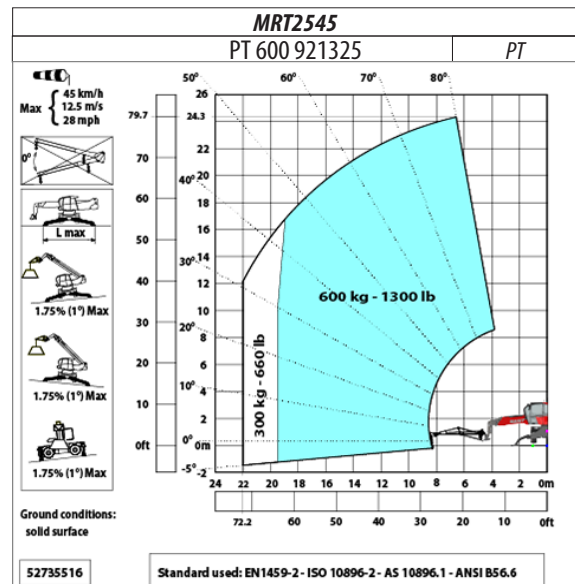 MRT2545
PT 600 921325 PT
Max { 45 km/h
12.5 m/s
28 mph
0°
L max
1.75% (1°) Max
1.75% (1°) Max
1.75% (1°) Max
Ground conditions:
solid surface
50° 60° 70° 80°
40°
30°
20°
10°
0°
-5°
79.7
70
60
50
40
30
20
10
0ft
26
24.3
22
20
18
16
14
12
10
8
6
4
2
0m
-2
600 kg - 1300 lb
300 kg - 660 lb
24 22 20 18 16 14 12 10 8 6 4 2 0m
72.2 60 50 40 30 20 10 0ft
52735516
Standard used: EN1459-2 - ISO 10896-2 - AS 10896.1 - ANSI B56.6